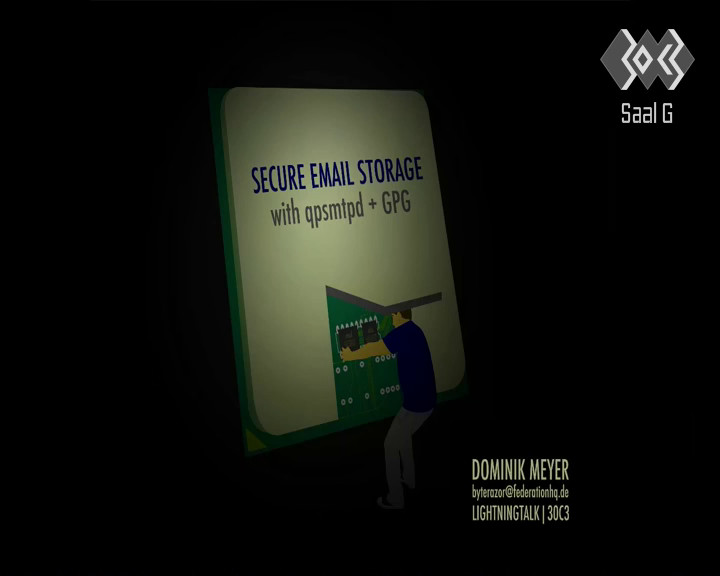 Saal G
SECURE EMAIL STORAGE
with qpsmtpd + GPG
DOMINIK MEYER
byterazor@federationhq.de
LIGHTNINGTALK | 30C3